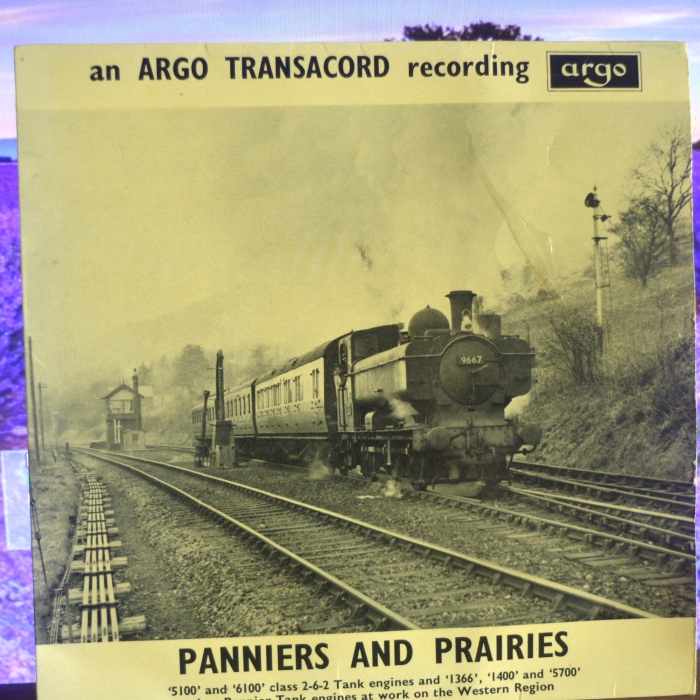 an ARGO TRANSACORD recording
argo
9667
PANNIERS AND PRAIRIES
'5100' and '6100' class 2-6-2 Tank engines and '1366', '1400' and '5700'
Pannier Tank engines at work on the Western Region